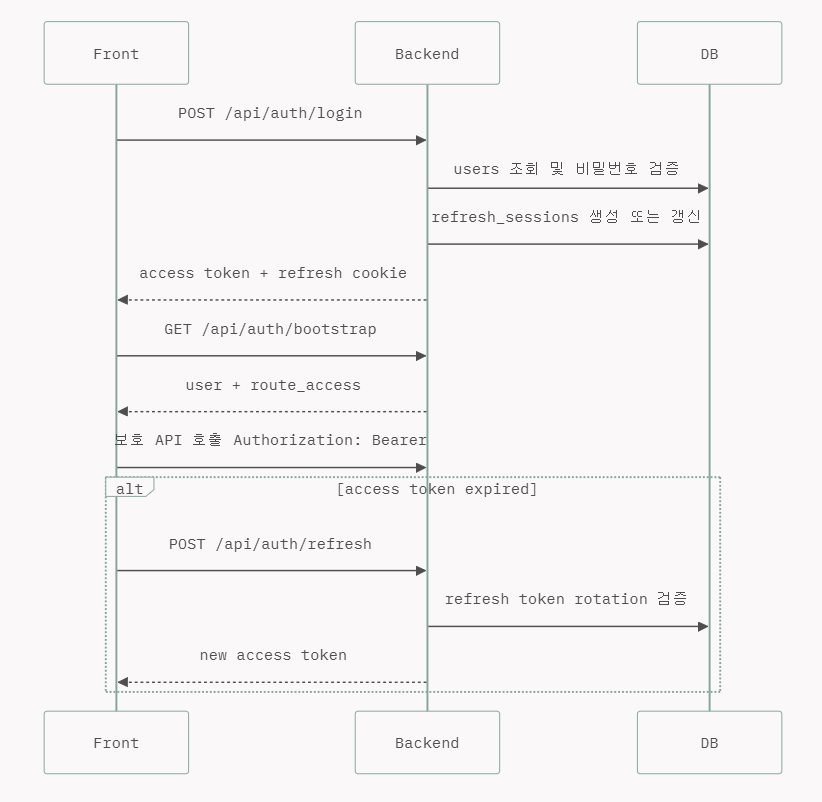 Front
Backend
DB
POST /api/auth/login
users 조회 및 비밀번호 검증
refresh_sessions 생성 또는 갱신
access token + refresh cookie
GET /api/auth/bootstrap
user + route_access
보호 API 호출 Authorization: Bearer
alt
[access token expired]
POST /api/auth/refresh
refresh token rotation 검증
new access token
Front
Backend
DB